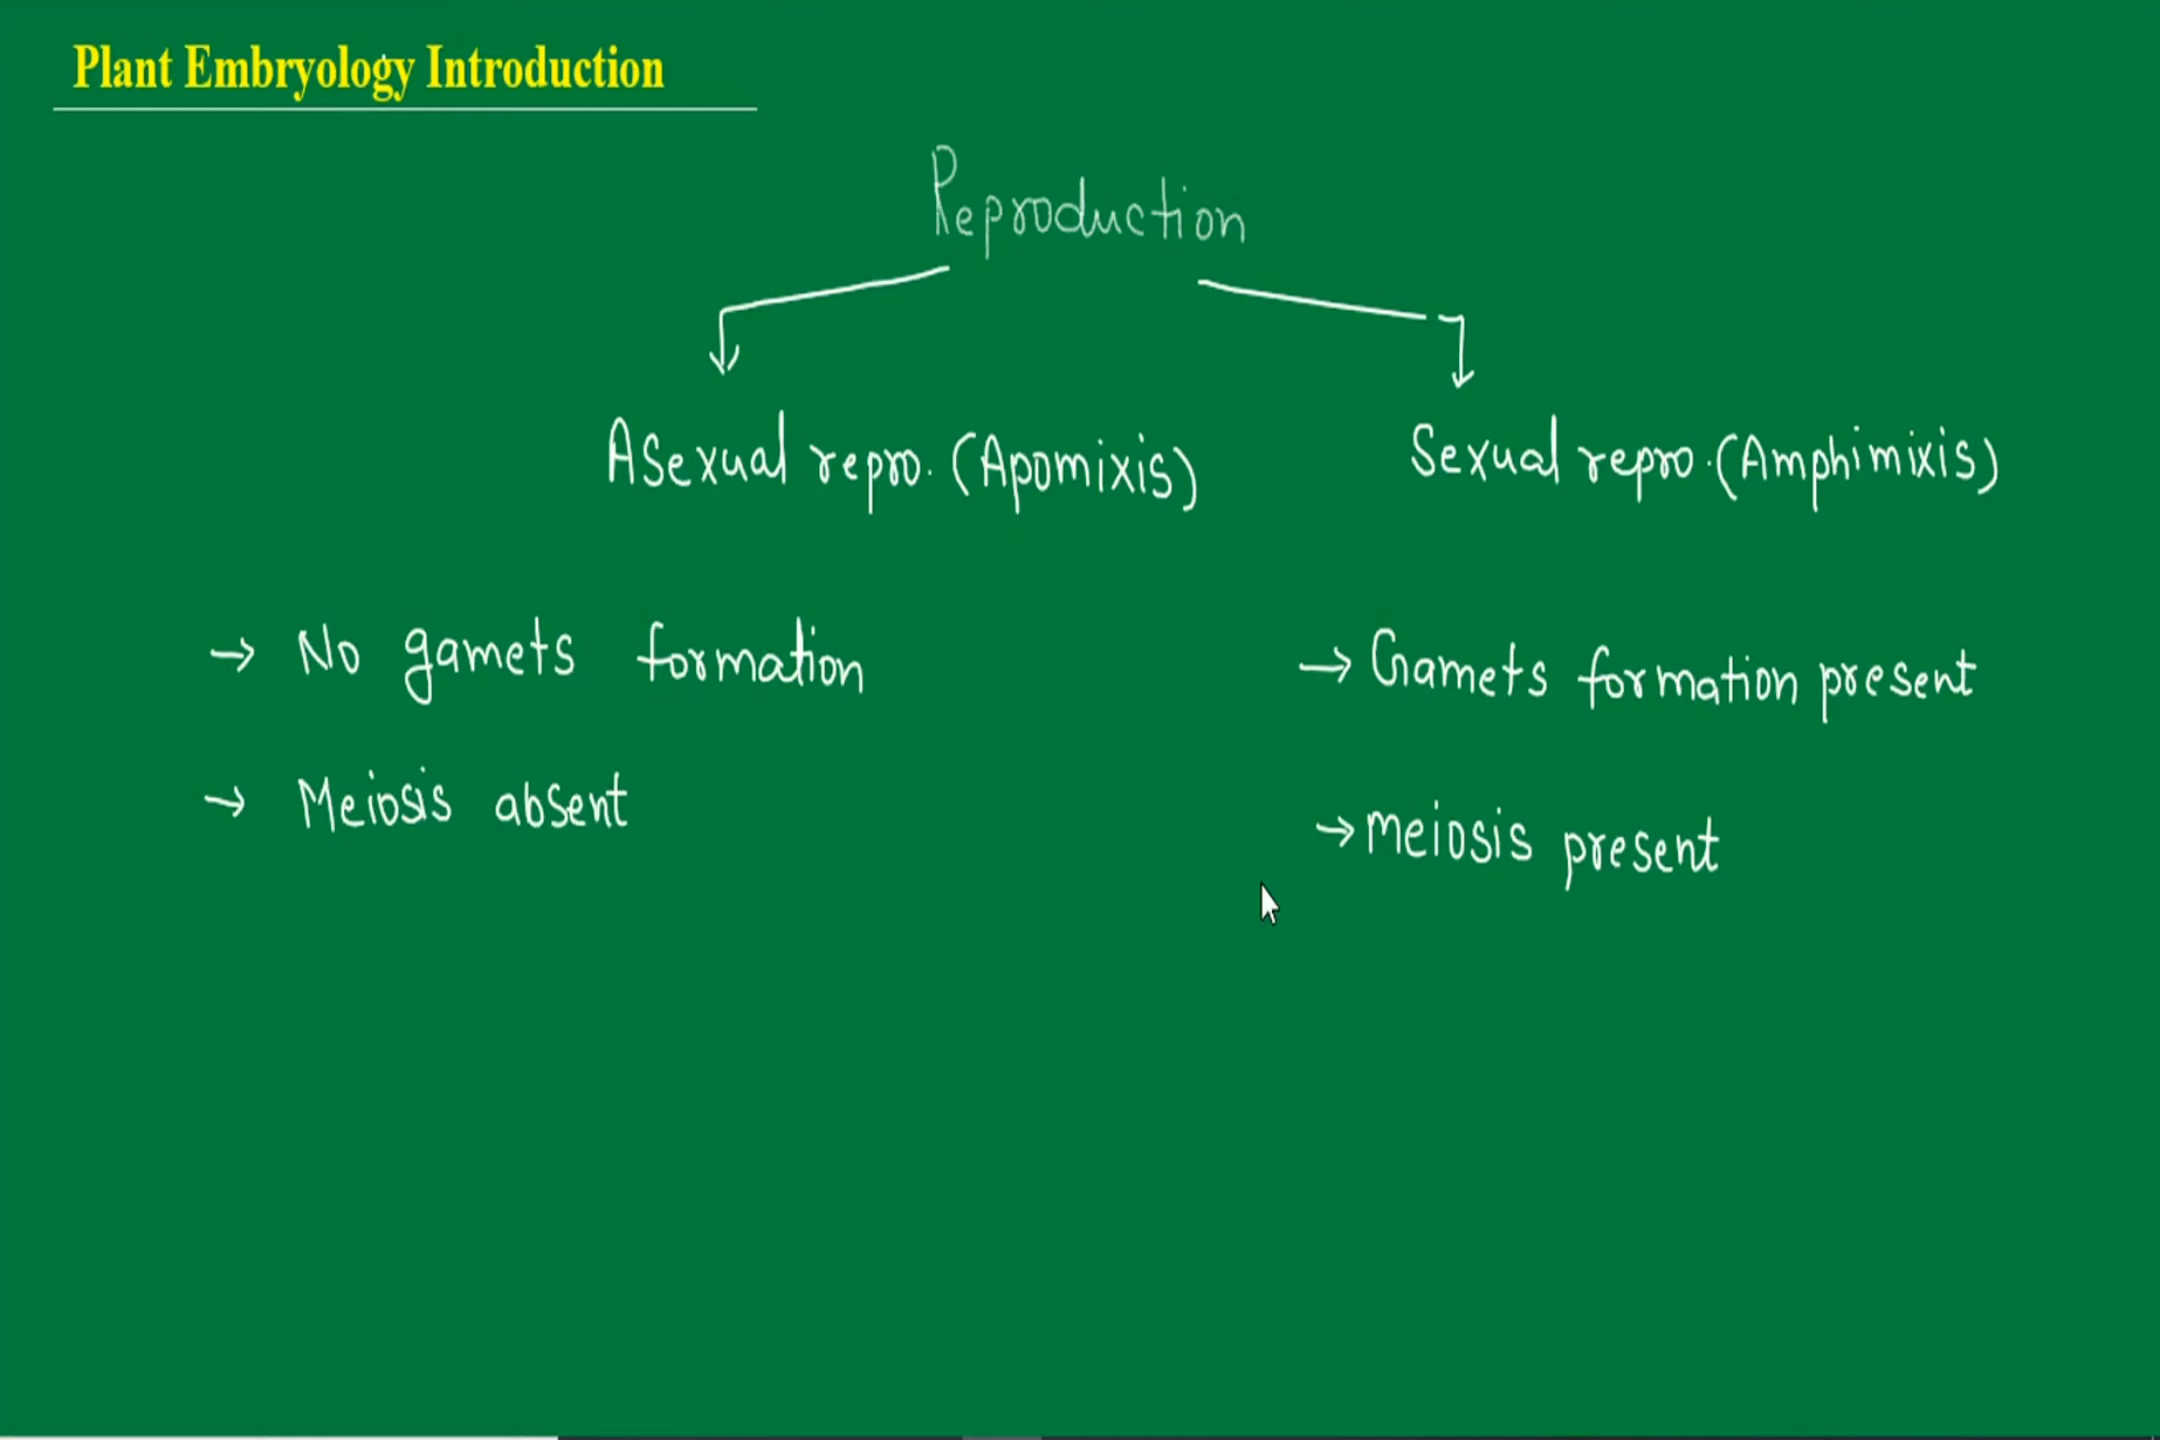 Plant Embryology Introduction
Reproduction
Asexual repro. (Apomixis)
Sexual repro. (Amphimixis)
→ No gamets formation
→ Gamets formation present
→ Meiosis absent
→ meiosis present